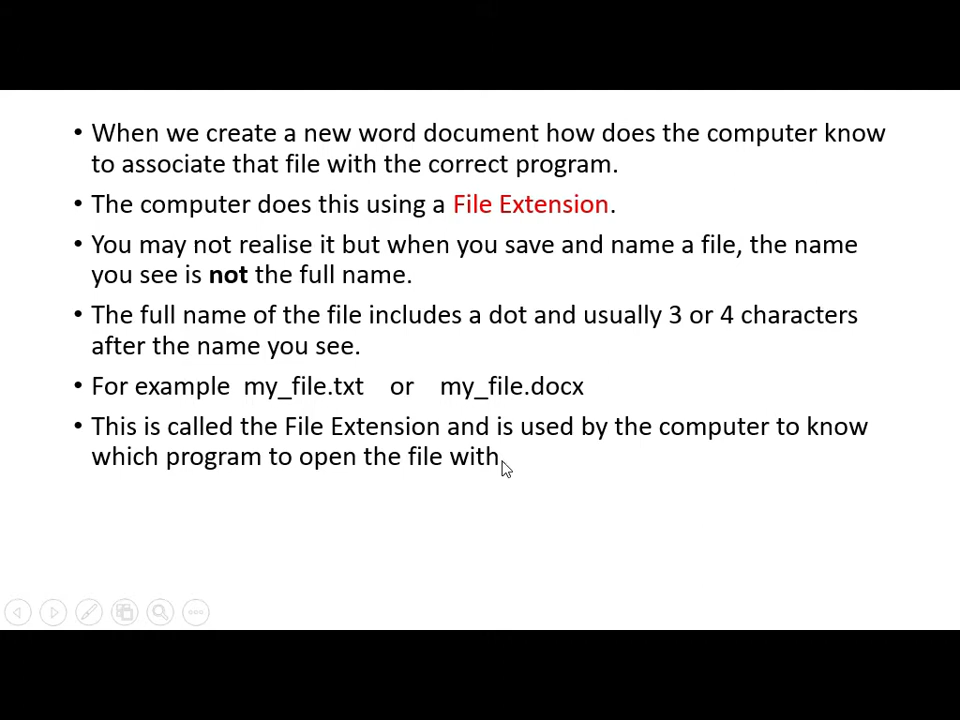 • When we create a new word document how does the computer know
to associate that file with the correct program.
• The computer does this using a File Extension.
• You may not realise it but when you save and name a file, the name
you see is not the full name.
• The full name of the file includes a dot and usually 3 or 4 characters
after the name you see.
• For example my_file.txt or my_file.docx
• This is called the File Extension and is used by the computer to know
which program to open the file with.